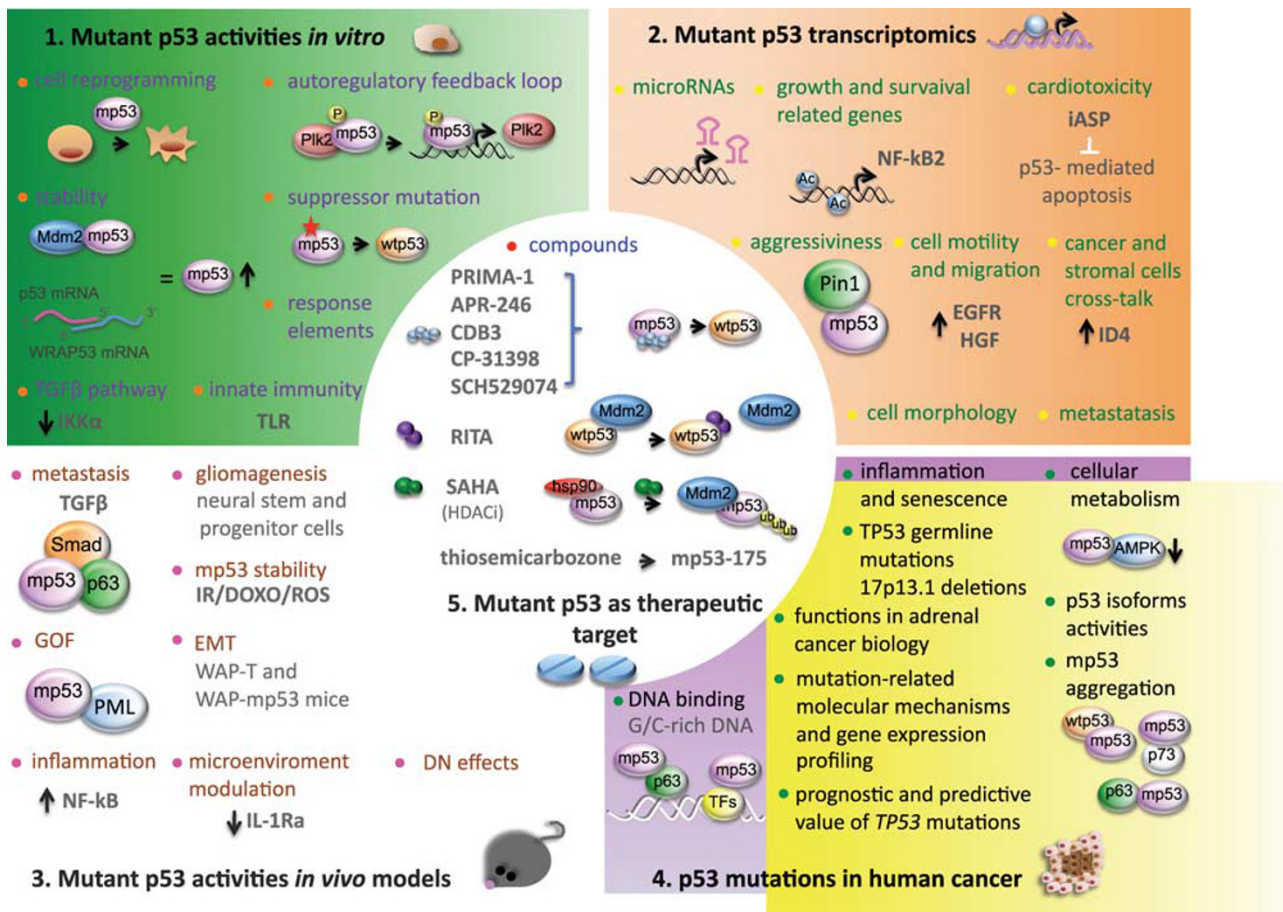 1. Mutant p53 activities in vitro
cell reprogramming
mp53
autoregulatory feedback loop
P
Plk2
mp53
P
mp53
Plk2
stability
Mdm2
mp53
= mp53
p53 mRNA
5'
5'
3'
WRAP53 mRNA
suppressor mutation
mp53
wtp53
response
elements
TGFβ pathway
IKKα
innate immunity
TLR
2. Mutant p53 transcriptomics
microRNAs
growth and survaival
related genes
NF-kB2
Ac
Ac
cardiotoxicity
iASP
p53- mediated
apoptosis
aggressiviness
Pin1
mp53
cell motility
and migration
EGFR
HGF
cancer and
stromal cells
cross-talk
ID4
cell morphology
metastatasis
compounds
PRIMA-1
APR-246
CDB3
CP-31398
SCH529074
mp53
wtp53
RITA
Mdm2
wtp53
wtp53
Mdm2
SAHA
(HDACi)
hsp90
mp53
Mdm2
mp53
ub
ub
ub
thiosemicarbozone
mp53-175
5. Mutant p53 as therapeutic
target
metastasis
TGFβ
Smad
mp53
p63
gliomagenesis
neural stem and
progenitor cells
mp53 stability
IR/DOXO/ROS
GOF
mp53
PML
EMT
WAP-T and
WAP-mp53 mice
inflammation
NF-kB
microenviroment
modulation
IL-1Ra
DN effects
3. Mutant p53 activities in vivo models
DNA binding
G/C-rich DNA
mp53
p63
mp53
TFs
inflammation
and senescence
TP53 germline
mutations
17p13.1 deletions
functions in adrenal
cancer biology
mutation-related
molecular mechanisms
and gene expression
profiling
prognostic and predictive
value of TP53 mutations
cellular
metabolism
mp53
AMPK
p53 isoforms
activities
mp53
aggregation
wtp53
mp53
mp53
p73
p63
mp53
4. p53 mutations in human cancer